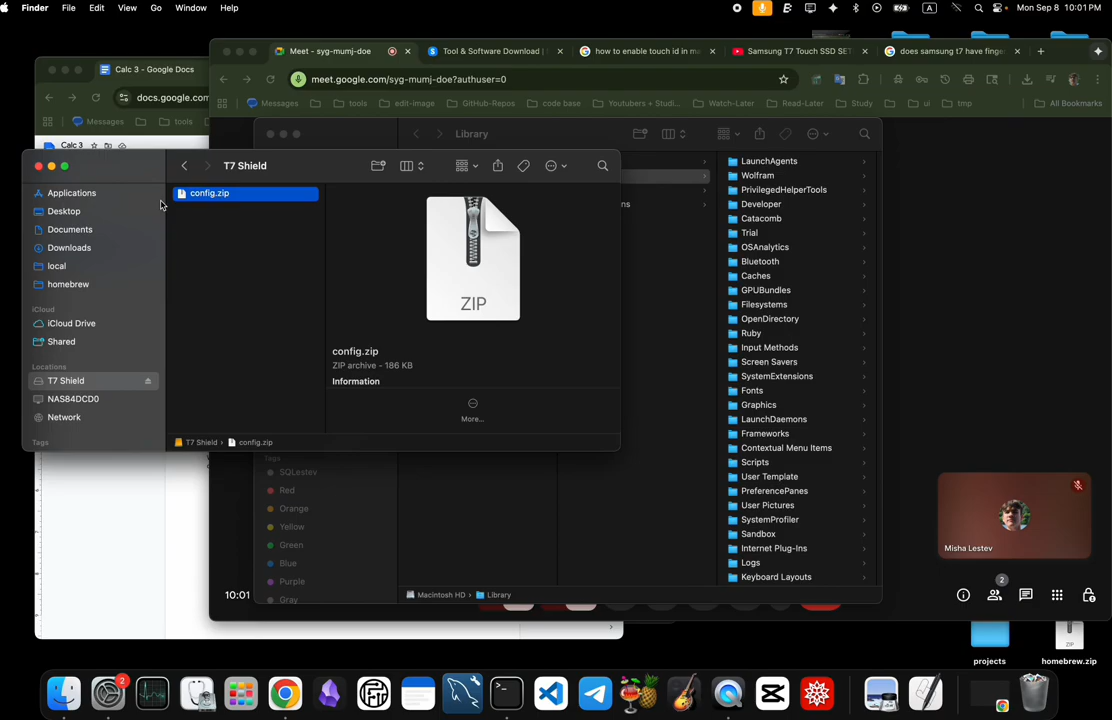 Finder File Edit View Go Window Help
A Mon Sep 8 10:01 PM
Calc 3 - Google Docs
Meet - syg-mumj-doe
Tool & Software Download |
how to enable touch id in ma
Samsung T7 Touch SSD SET
does samsung t7 have finge
docs.google.com
meet.google.com/syg-mumj-doe?authuser=0
Messages
tools
Messages
tools
edit-image
GitHub-Repos
code base
Youtubers + Studi...
Watch-Later
Read-Later
Study
ui
tmp
All Bookmarks
Calc 3
Library
T7 Shield
Applications
Desktop
Documents
Downloads
local
homebrew
iCloud
iCloud Drive
Shared
Locations
T7 Shield
NAS84DCD0
Network
Tags
config.zip
ZIP
config.zip
ZIP archive - 186 KB
Information
More...
T7 Shield › config.zip
LaunchAgents
Wolfram
PrivilegedHelperTools
Developer
Catacomb
Trial
OSAnalytics
Bluetooth
Caches
GPUBundles
Filesystems
OpenDirectory
Ruby
Input Methods
Screen Savers
SystemExtensions
Fonts
Graphics
LaunchDaemons
Frameworks
Contextual Menu Items
Scripts
User Template
PreferencePanes
User Pictures
SystemProfiler
Sandbox
Internet Plug-Ins
Logs
Keyboard Layouts
Tags
SQLestev
Red
Orange
Yellow
Green
Blue
Purple
Gray
Macintosh HD › Library
10:01
Misha Lestev
2
projects
ZIP
homebrew.zip
2